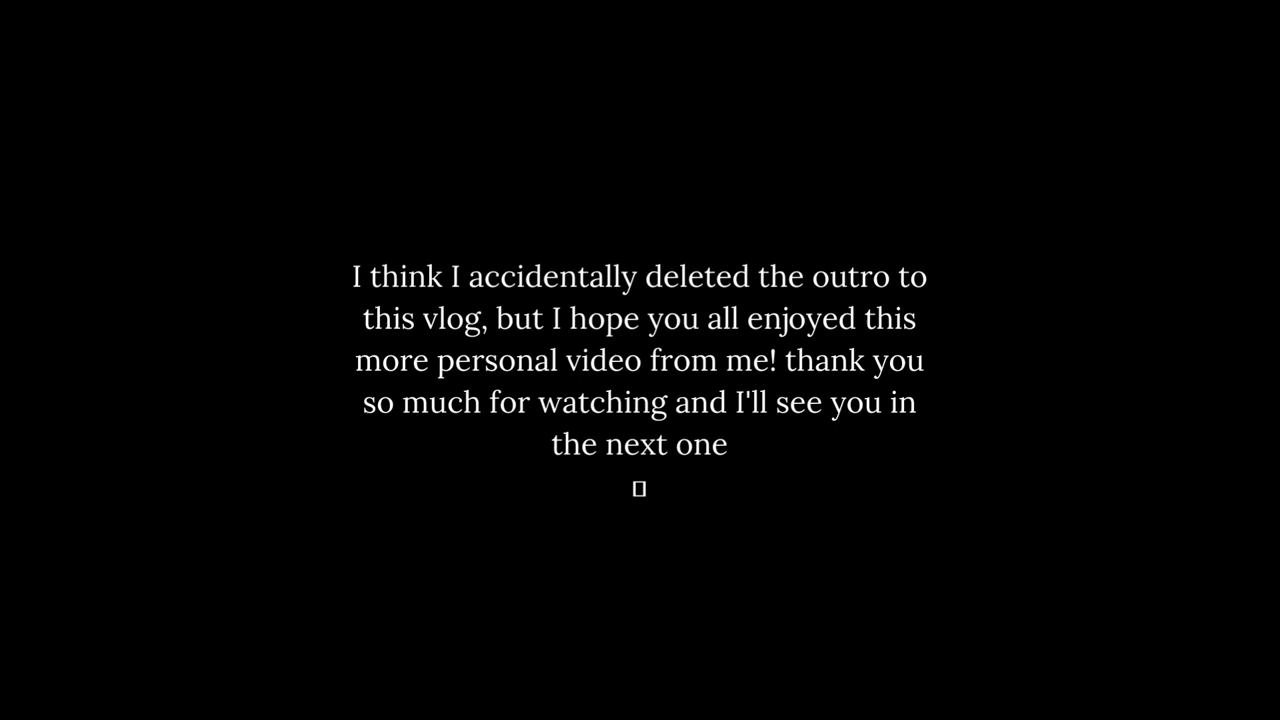 I think I accidentally deleted the outro to
this vlog, but I hope you all enjoyed this
more personal video from me! thank you
so much for watching and I'll see you in
the next one